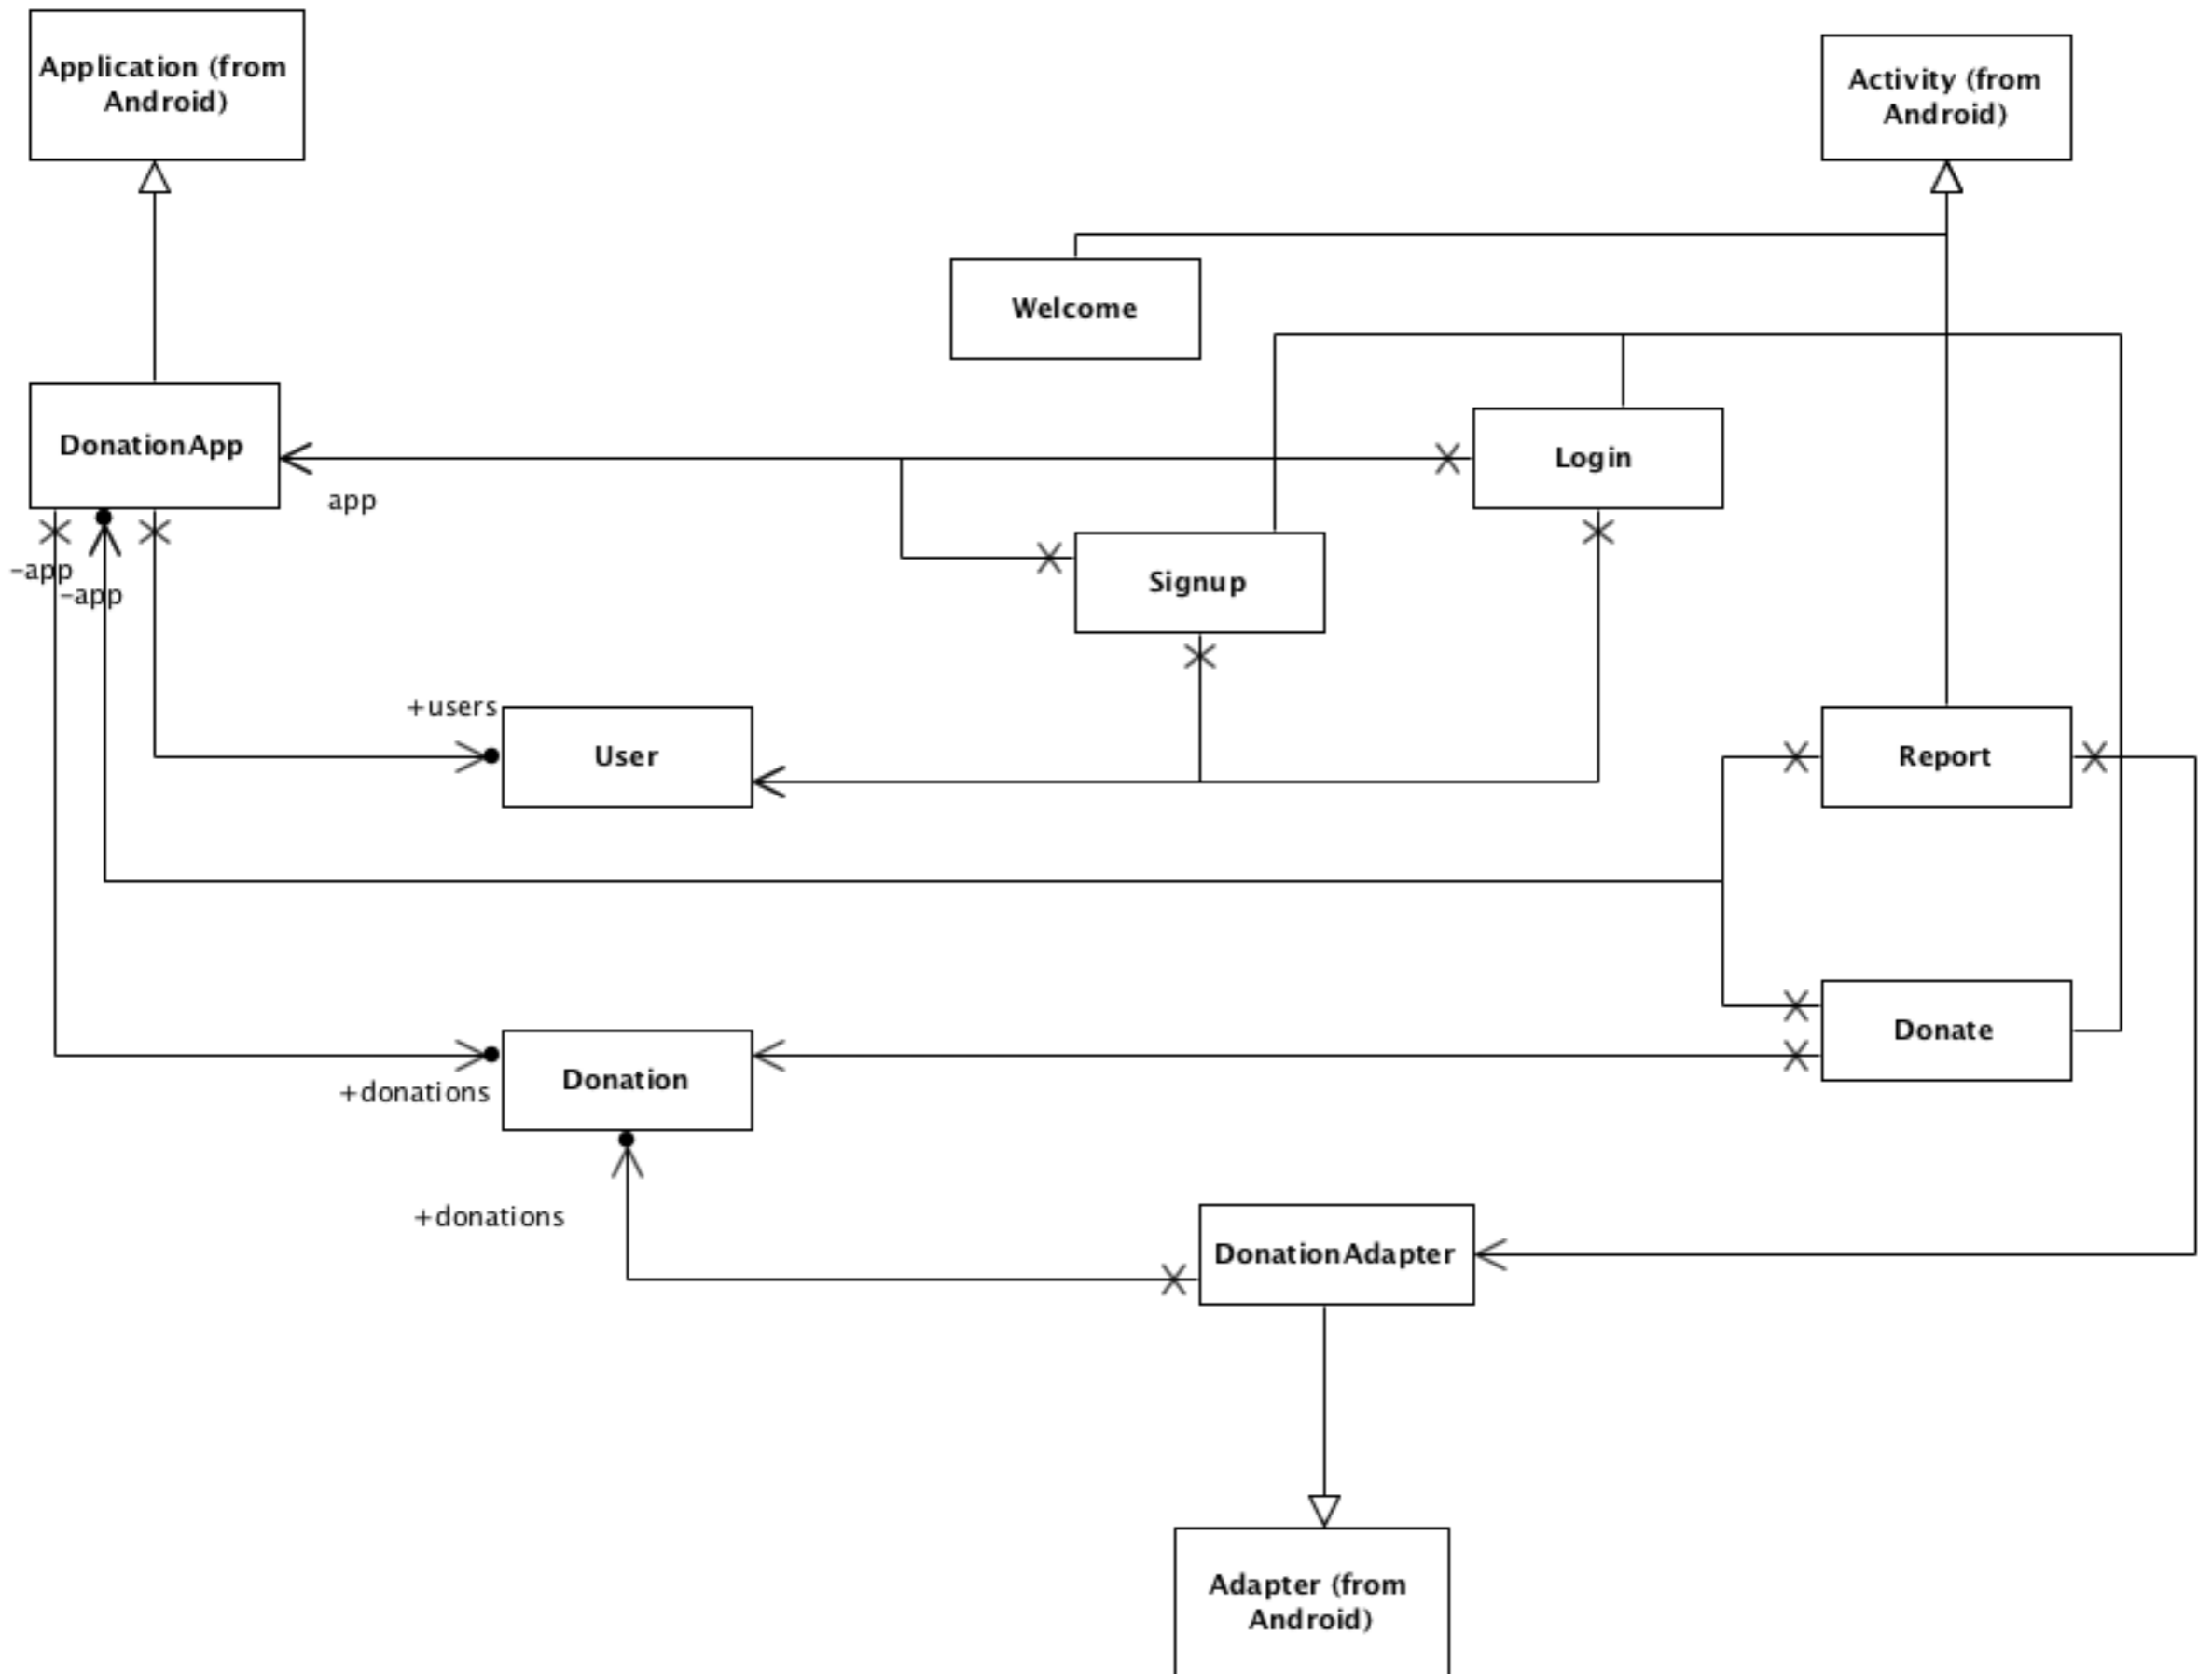 Application (from
Android)
Activity (from
Android)
Welcome
DonationApp
Login
app
Signup
-app
-app
+users
User
Report
Donate
Donation
+donations
+donations
DonationAdapter
Adapter (from
Android)